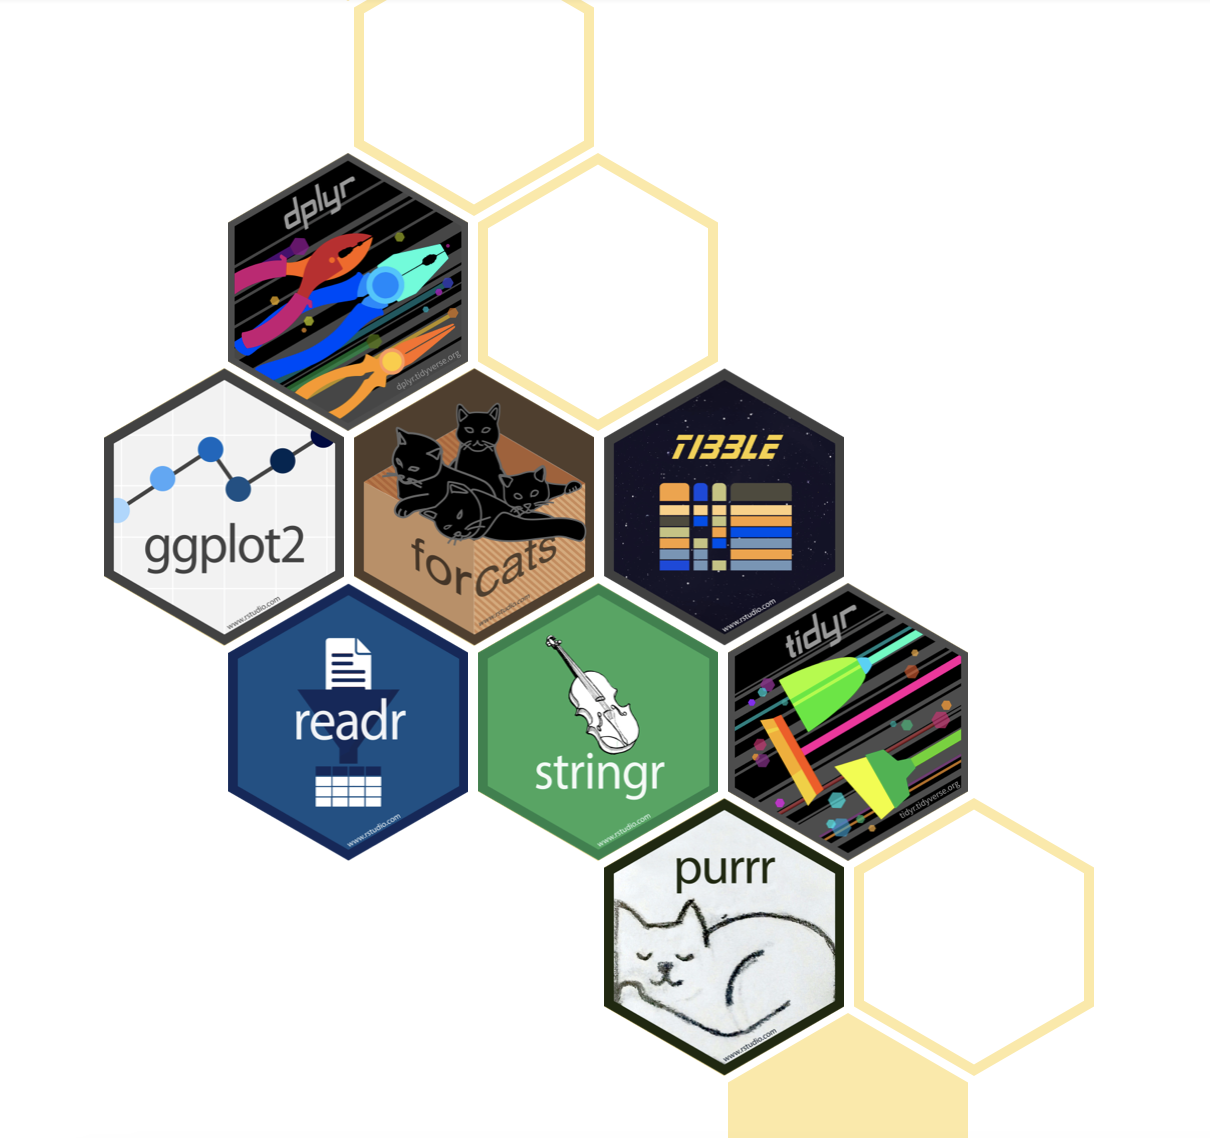 dplyr
dplyr.tidyverse.org
ggplot2
www.rstudio.com
forcats
www.rstudio.com
TIBBLE
www.rstudio.com
readr
www.rstudio.com
stringr
www.rstudio.com
tidyr
tidyr.tidyverse.org
purrr
www.rstudio.com